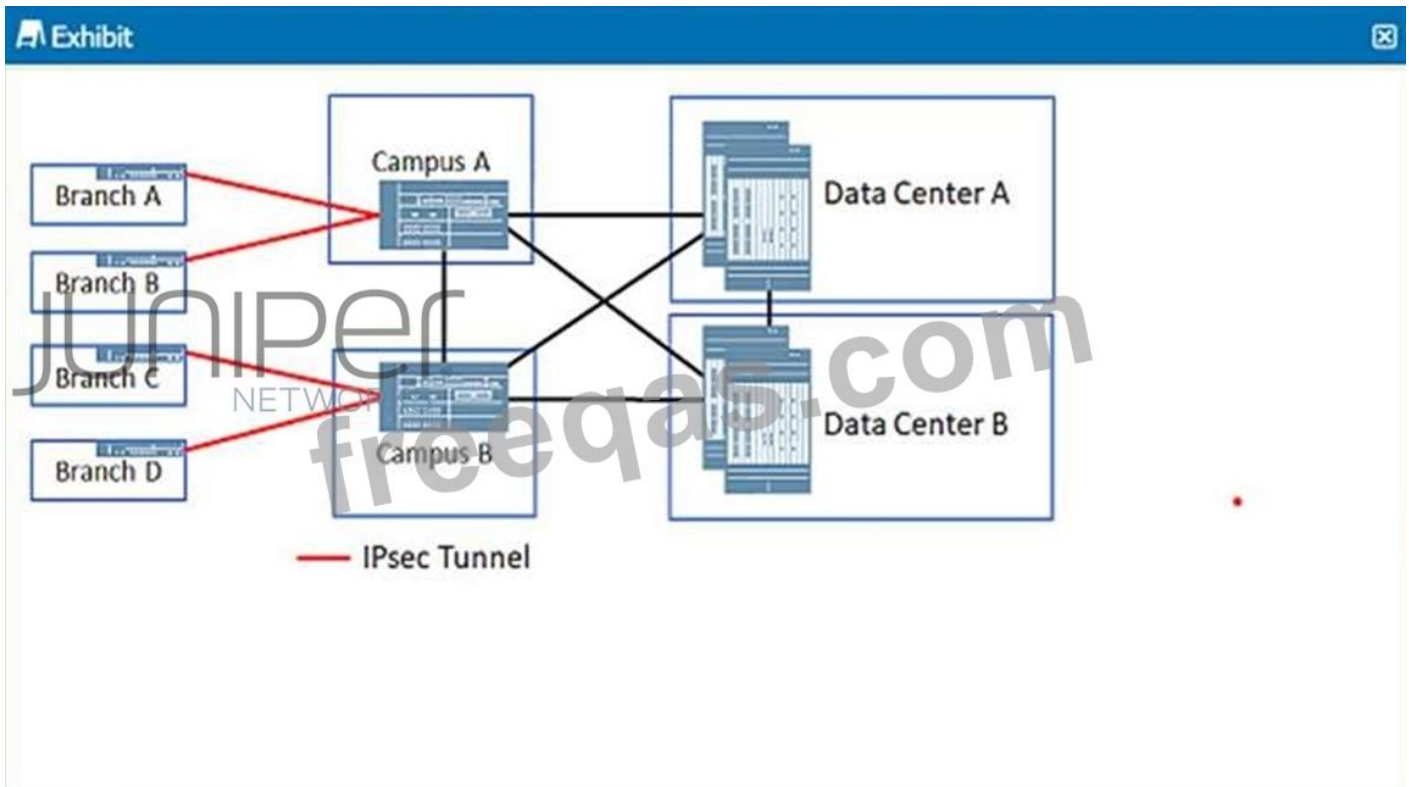 Exhibit
Campus A
Branch A
Data Center A
Branch B
JUNIPEr
NETWO
freeqas.com
Branch C
Data Center B
Campus B
Branch D
IPsec Tunnel